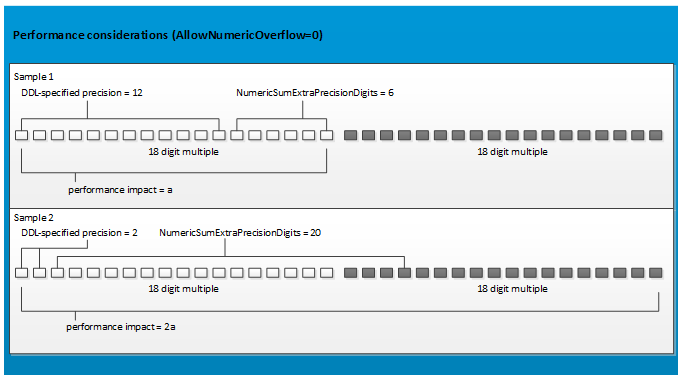 Performance considerations (AllowNumericOverflow=0)
Sample 1
DDL-specified precision = 12 NumericSumExtraPrecisionDigits = 6
18 digit multiple 18 digit multiple
performance impact = a
Sample 2
DDL-specified precision = 2 NumericSumExtraPrecisionDigits = 20
18 digit multiple 18 digit multiple
performance impact = 2a